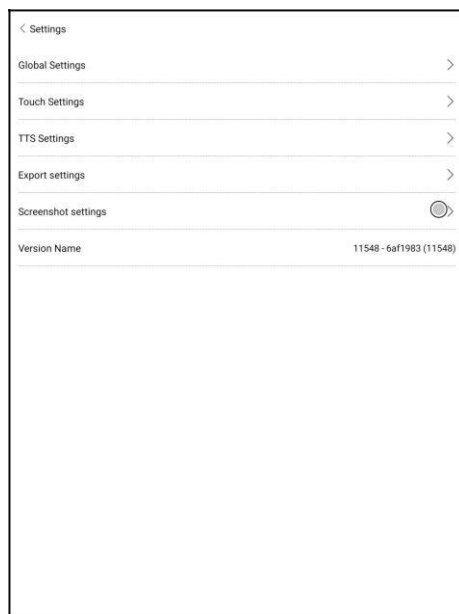 Settings
Global Settings
Touch Settings
TTS Settings
Export settings
Screenshot settings
Version Name 11548 - 6af1983 (11548)